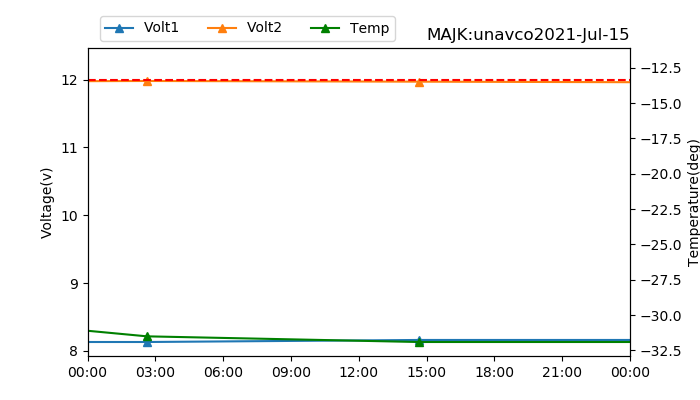 Volt1 Volt2 Temp
MAJK:unavco2021-Jul-15
12
11
10
9
8
Voltage(v)
−12.5
−15.0
−17.5
−20.0
−22.5
−25.0
−27.5
−30.0
−32.5
Temperature(deg)
00:00 03:00 06:00 09:00 12:00 15:00 18:00 21:00 00:00